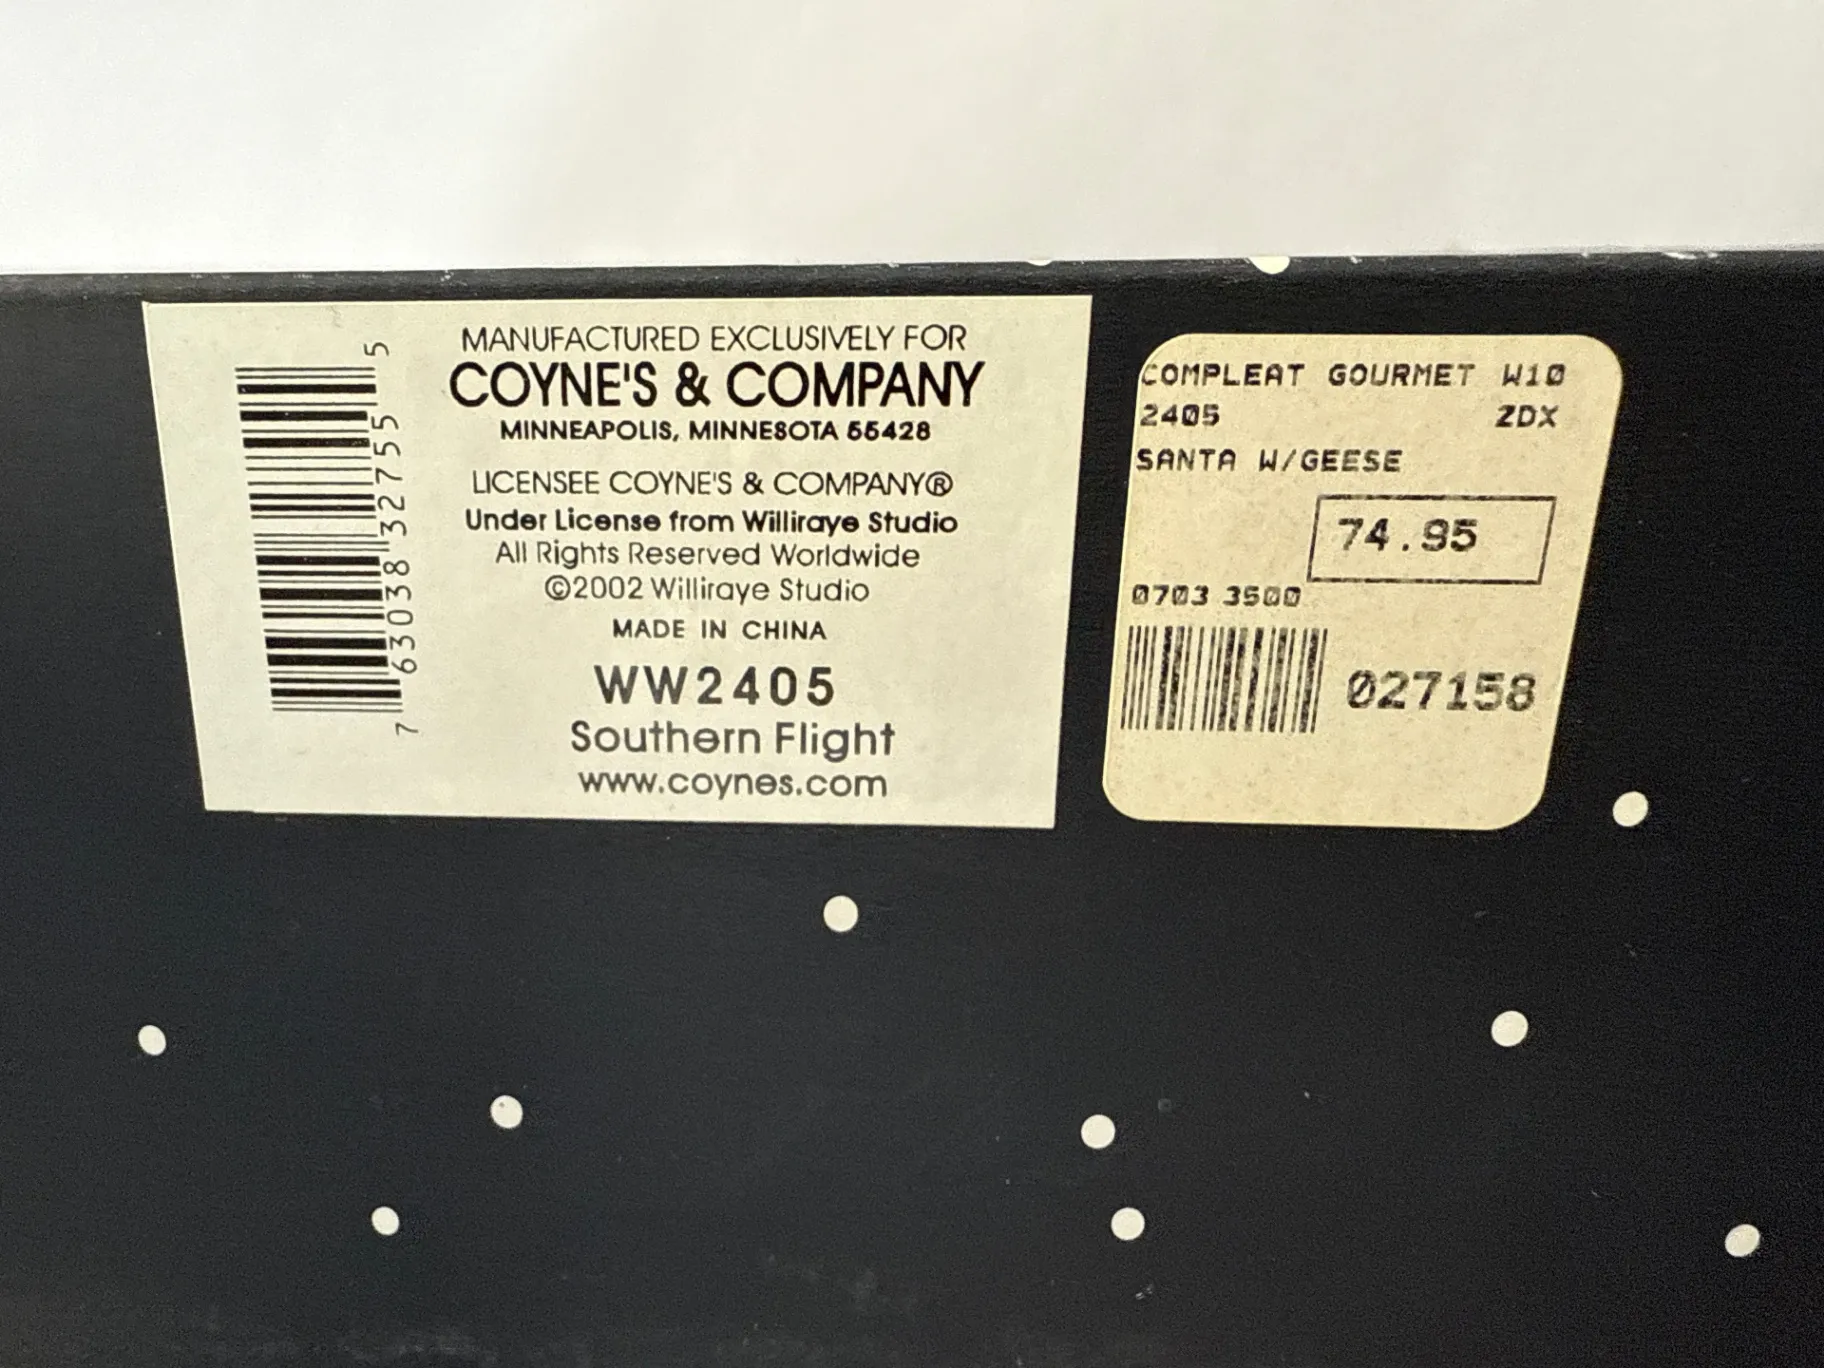 MANUFACTURED EXCLUSIVELY FOR
COYNE'S & COMPANY
MINNEAPOLIS, MINNESOTA 55428
LICENSEE COYNE'S & COMPANY®
Under License from Williraye Studio
All Rights Reserved Worldwide
©2002 Williraye Studio
MADE IN CHINA
WW2405
Southern Flight
www.coynes.com
7 63038 32755 5
COMPLEAT GOURMET W10
2405 ZDX
SANTA W/GEESE
74.95
0703 3500
027158